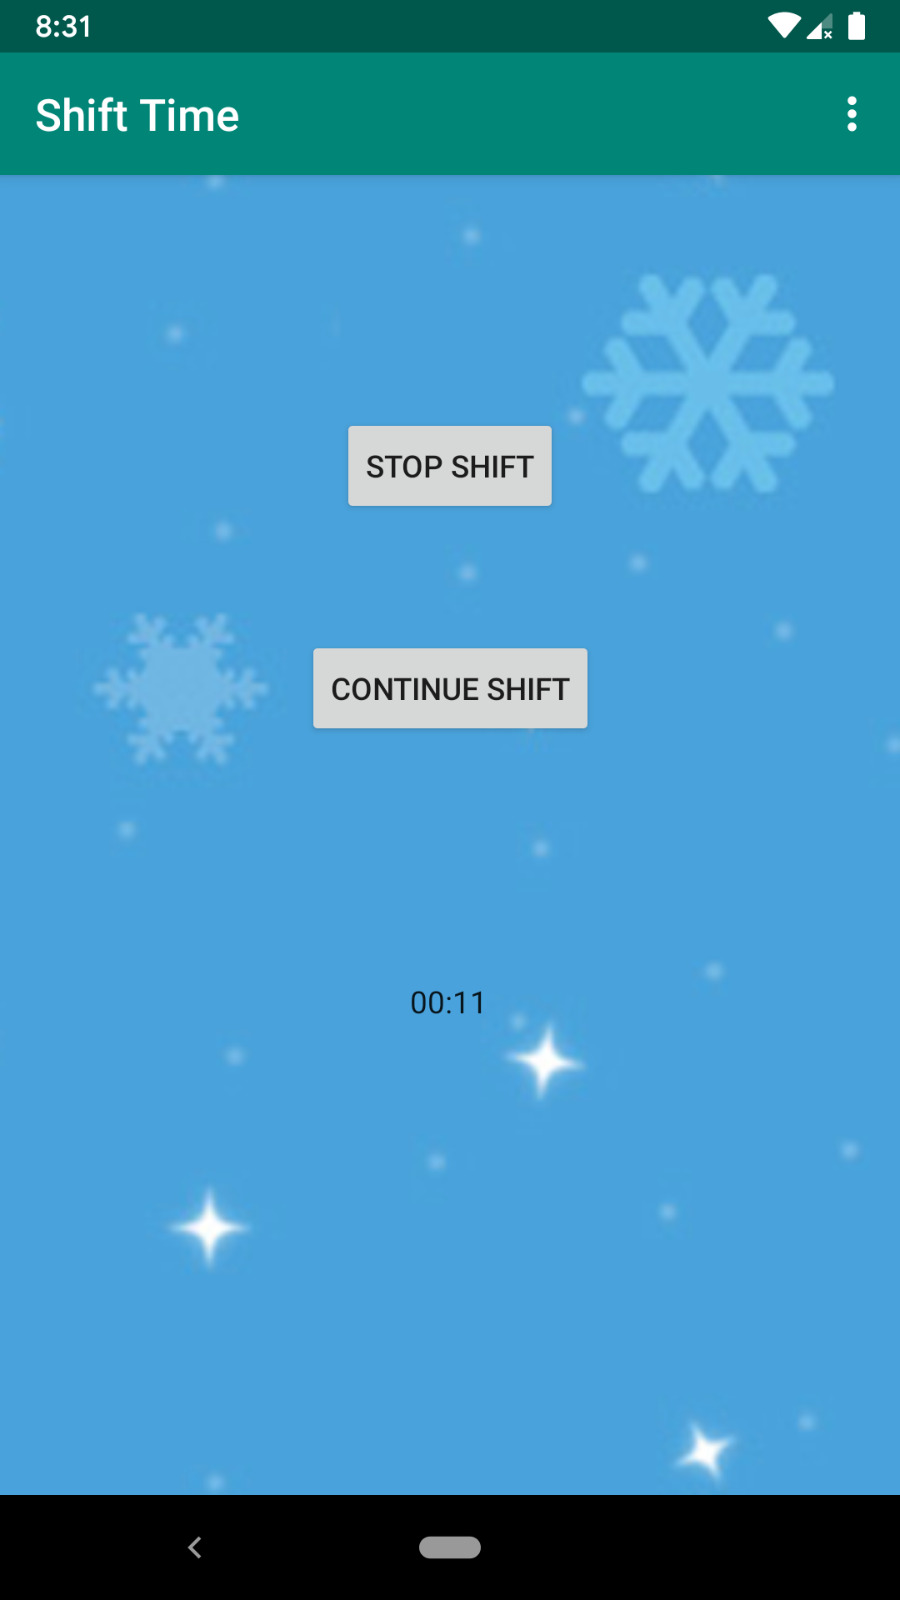 8:31
Shift Time
STOP SHIFT
CONTINUE SHIFT
00:11